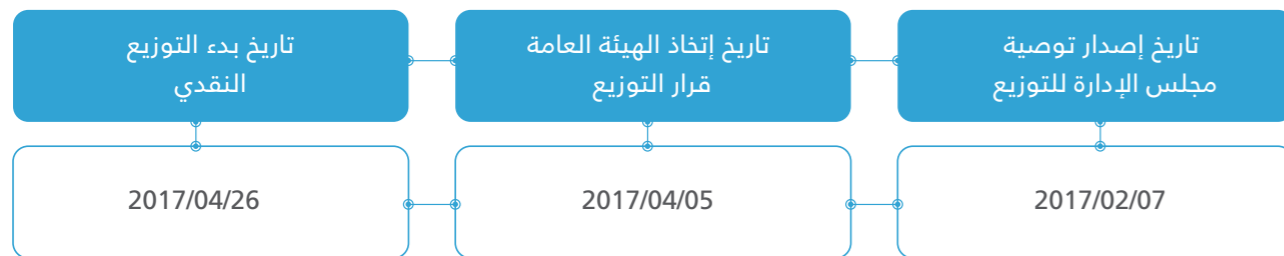 تاريخ إصدار توصية
مجلس الإدارة للتوزيع
تاريخ إتخاذ الهيئة العامة
قرار التوزيع
تاريخ بدء التوزيع
النقدي
2017/02/07
2017/04/05
2017/04/26